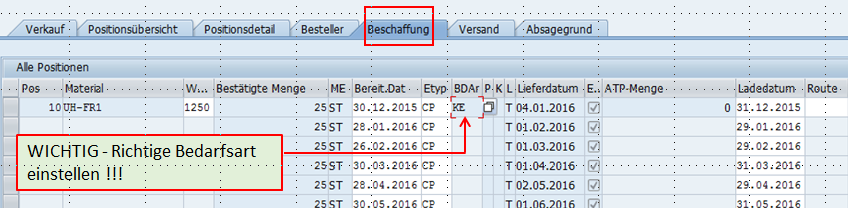 Verkauf Positionsübersicht Positionsdetail Besteller Beschaffung Versand Absagegrund
Alle Positionen
Pos Material W... Bestätigte Menge ME Bereit.Dat Etyp BDAr P K L Lieferdatum E.. ATP-Menge Ladedatum Route
10 UH-FR1 1250 25 ST 30.12.2015 CP KE T 04.01.2016 0 31.12.2015
25 ST 28.01.2016 CP T 01.02.2016 29.01.2016
25 ST 26.02.2016 CP T 01.03.2016 29.02.2016
25 ST 30.03.2016 CP T 01.04.2016 31.03.2016
25 ST 28.04.2016 CP T 02.05.2016 29.04.2016
25 ST 30.05.2016 CP T 01.06.2016 31.05.2016
WICHTIG - Richtige Bedarfsart
einstellen !!!